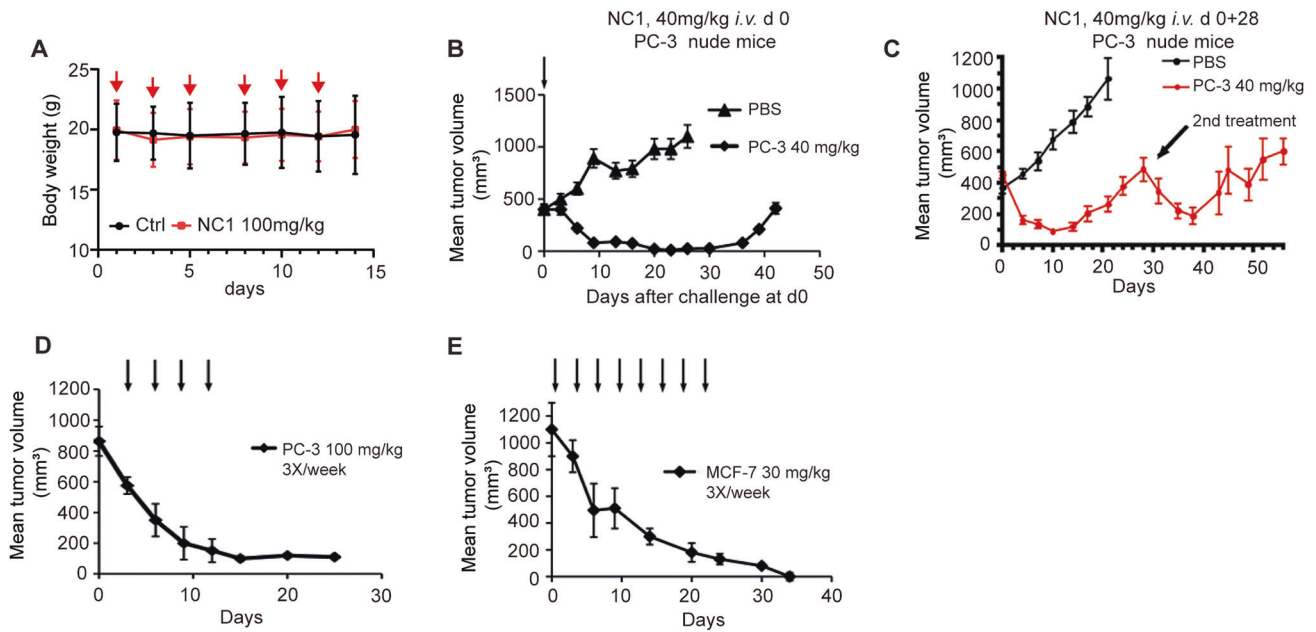 A
Body weight (g)
25
20
15
10
Ctrl
NC1 100mg/kg
0
5
10
15
days
NC1, 40mg/kg i.v. d 0
B
PC-3 nude mice
Mean tumor volume
(mm³)
1500
1000
500
0
PBS
PC-3 40 mg/kg
0
10
20
30
40
50
Days after challenge at d0
NC1, 40mg/kg i.v. d 0+28
C
PC-3 nude mice
Mean tumor volume
(mm³)
1200
1000
800
600
400
200
0
PBS
PC-3 40 mg/kg
2nd treatment
0
10
20
30
40
50
Days
D
Mean tumor volume
(mm³)
1200
1000
800
600
400
200
0
PC-3 100 mg/kg
3X/week
0
10
20
30
Days
E
Mean tumor volume
(mm³)
1200
1000
800
600
400
200
0
MCF-7 30 mg/kg
3X/week
0
10
20
30
40
Days